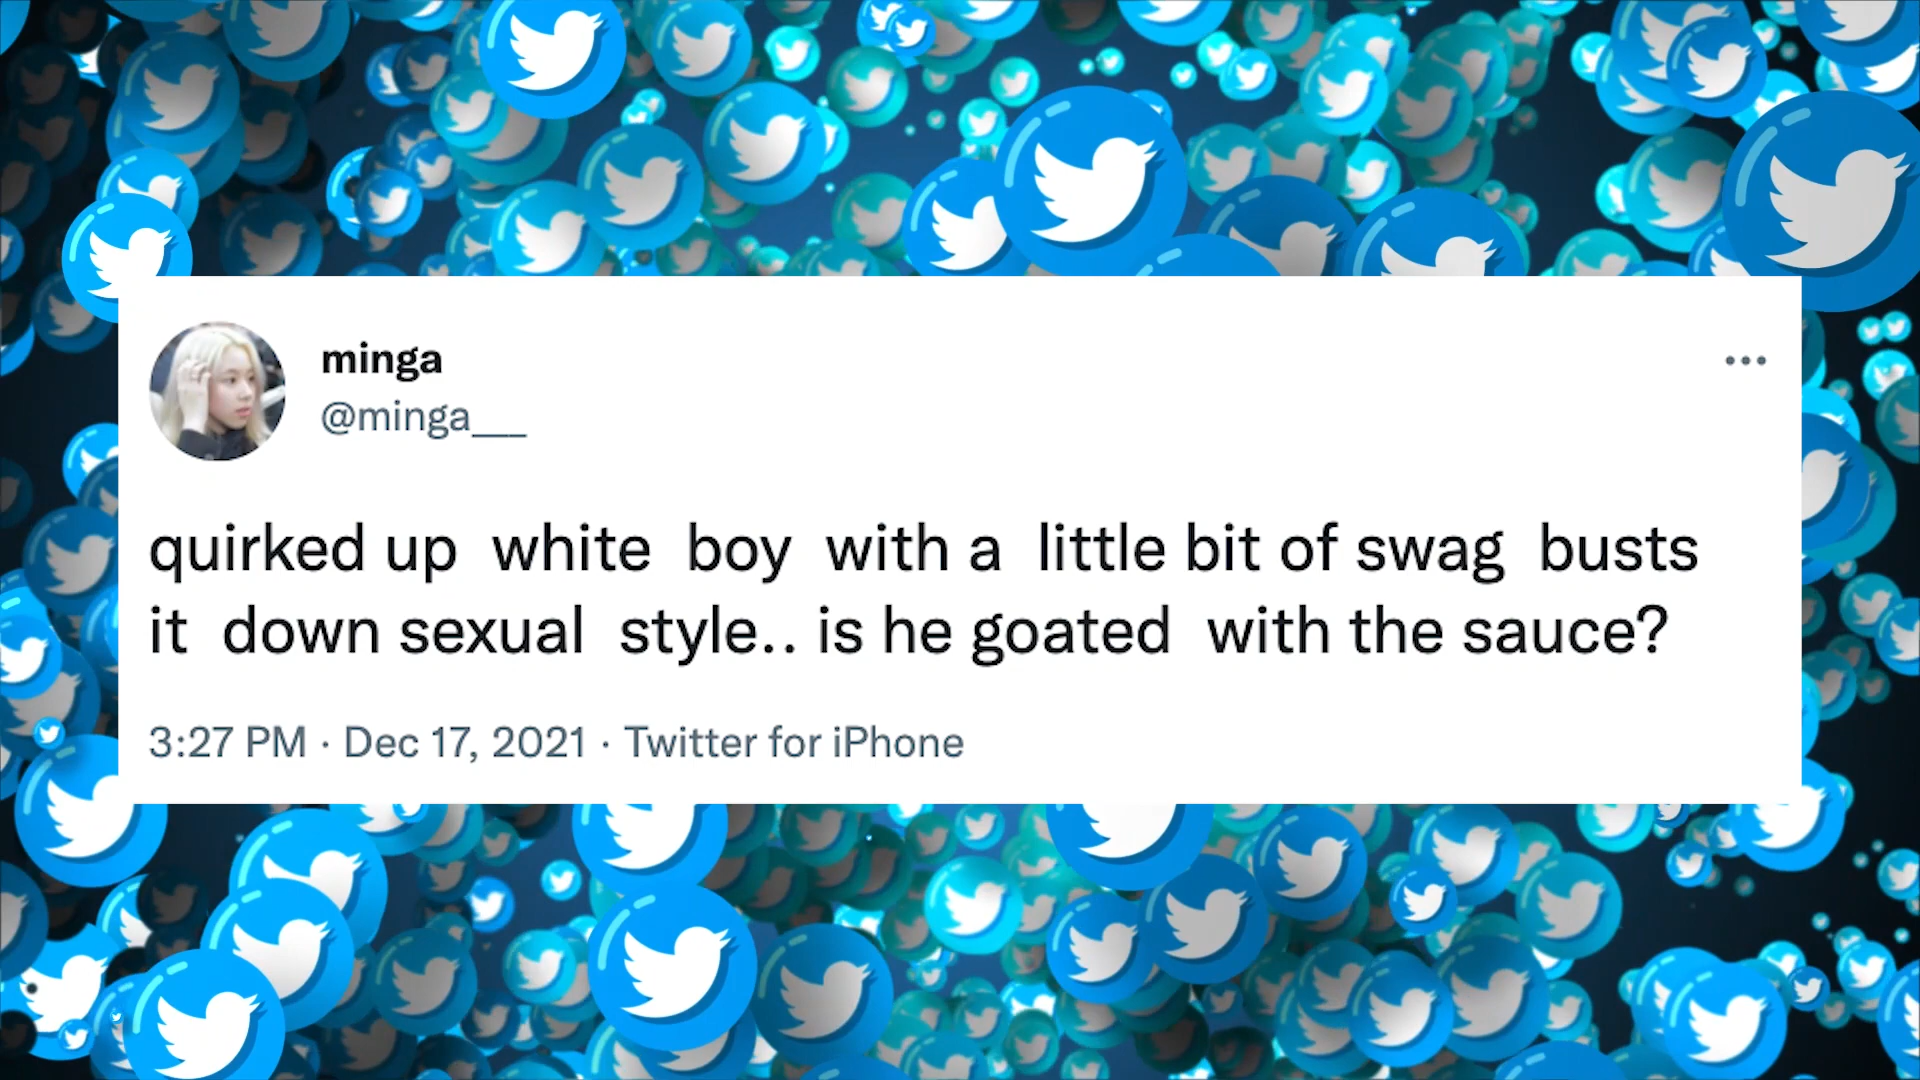 minga
@minga___
quirked up  white  boy  with a  little bit of swag  busts
it  down sexual  style.. is he goated  with the sauce?
3:27 PM · Dec 17, 2021 · Twitter for iPhone